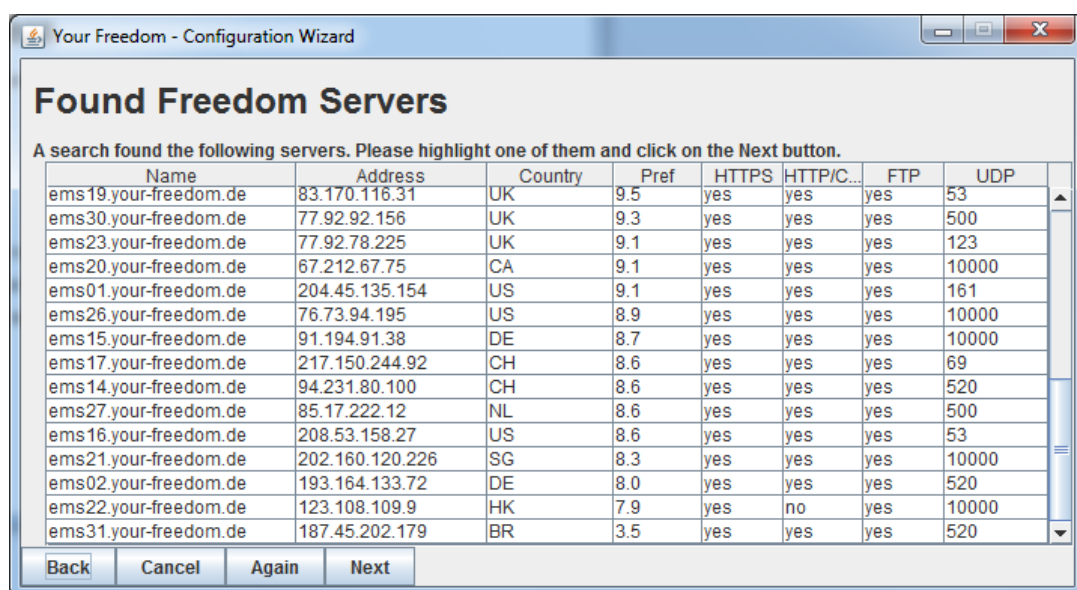 Your Freedom - Configuration Wizard
Found Freedom Servers
A search found the following servers. Please highlight one of them and click on the Next button.
Name Address Country Pref HTTPS HTTP/C... FTP UDP
ems19.your-freedom.de 83.170.116.31 UK 9.5 yes yes yes 53
ems30.your-freedom.de 77.92.92.156 UK 9.3 yes yes yes 500
ems23.your-freedom.de 77.92.78.225 UK 9.1 yes yes yes 123
ems20.your-freedom.de 67.212.67.75 CA 9.1 yes yes yes 10000
ems01.your-freedom.de 204.45.135.154 US 9.1 yes yes yes 161
ems26.your-freedom.de 76.73.94.195 US 8.9 yes yes yes 10000
ems15.your-freedom.de 91.194.91.38 DE 8.7 yes yes yes 10000
ems17.your-freedom.de 217.150.244.92 CH 8.6 yes yes yes 69
ems14.your-freedom.de 94.231.80.100 CH 8.6 yes yes yes 520
ems27.your-freedom.de 85.17.222.12 NL 8.6 yes yes yes 500
ems16.your-freedom.de 208.53.158.27 US 8.6 yes yes yes 53
ems21.your-freedom.de 202.160.120.226 SG 8.3 yes yes yes 10000
ems02.your-freedom.de 193.164.133.72 DE 8.0 yes yes yes 520
ems22.your-freedom.de 123.108.109.9 HK 7.9 yes no yes 10000
ems31.your-freedom.de 187.45.202.179 BR 3.5 yes yes yes 520
Back Cancel Again Next